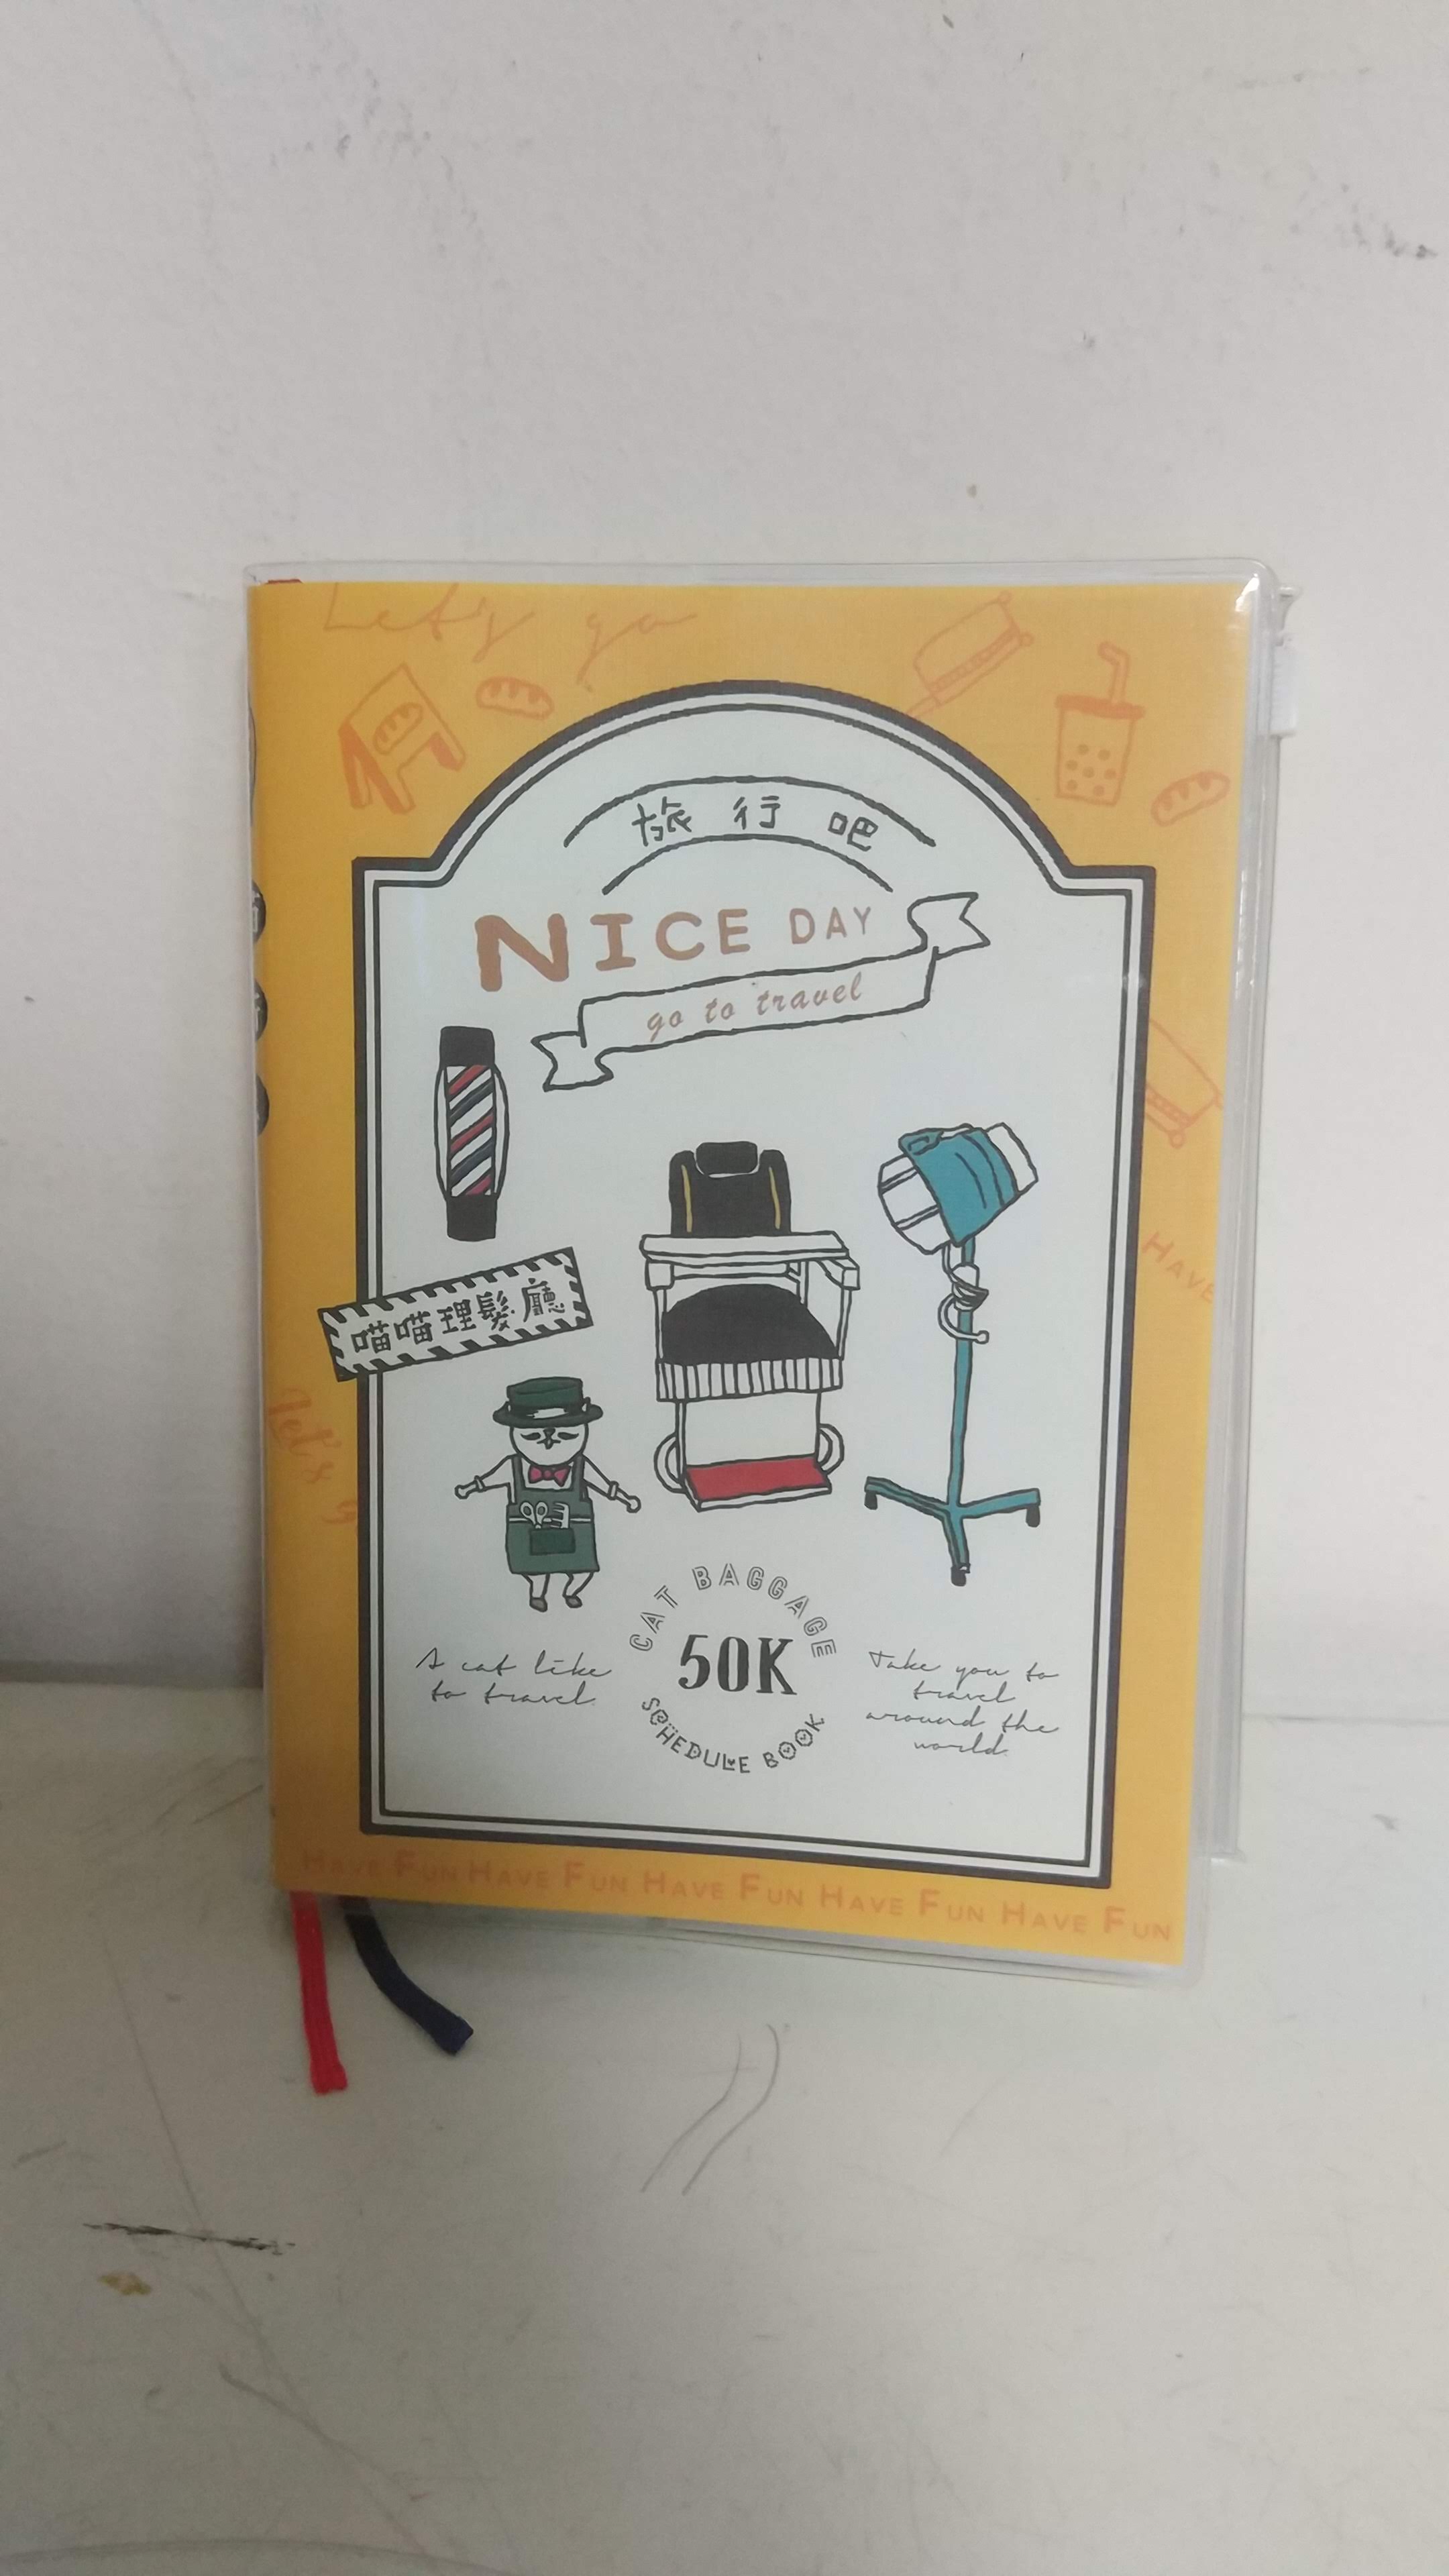 Let's go
旅行吧
NICE DAY
go to travel
HAVE
喵喵理髮廳
Let's
CAT BAGGAGE
50K
SCHEDULE BOOK
A cat like
to travel.
Take you to
travel
around the
world.
HAVE FUN HAVE FUN HAVE FUN HAVE FUN HAVE FUN